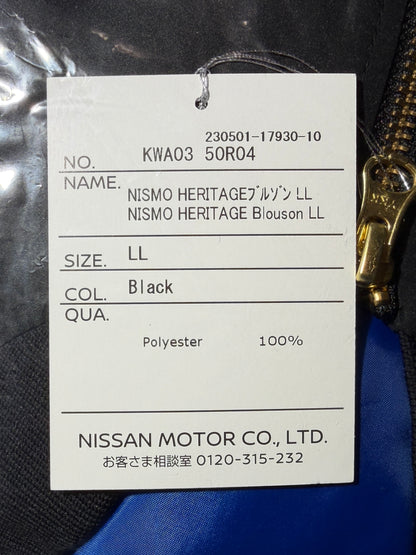 230501-17930-10
NO. KWA03 50R04
NAME.
NISMO HERITAGEﾌﾞﾙｿﾞﾝ LL
NISMO HERITAGE Blouson LL
SIZE. LL
COL. Black
QUA.
Polyester 100%
NISSAN MOTOR CO., LTD.
お客さま相談室 0120-315-232